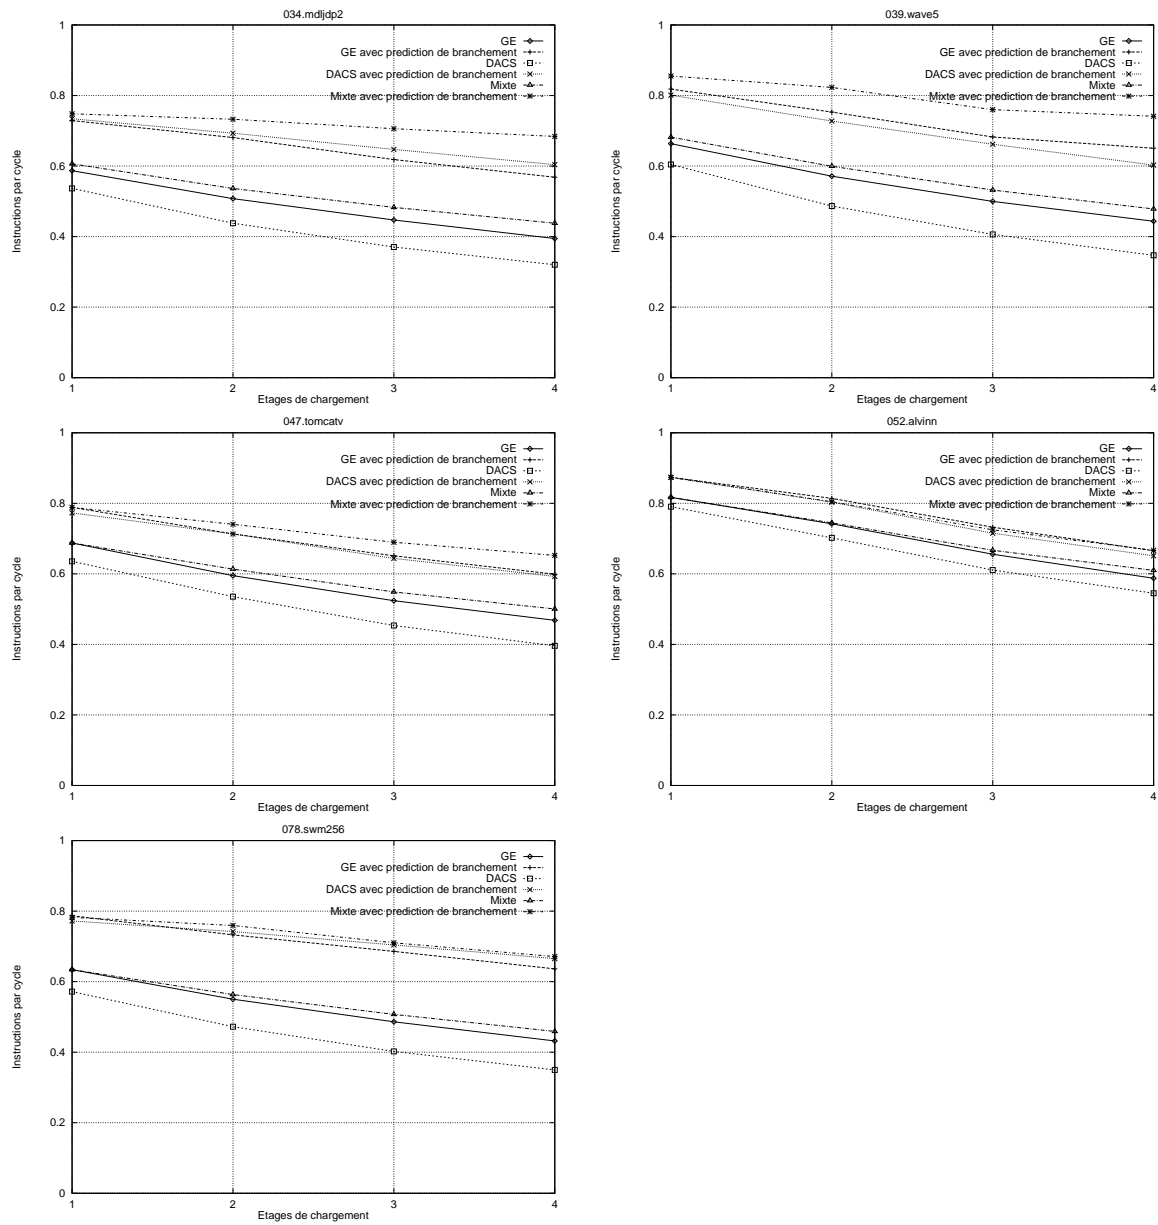 034.mdljdp2
GE
GE avec prediction de branchement
DACS
DACS avec prediction de branchement
Mixte
Mixte avec prediction de branchement
Instructions par cycle
1
0.8
0.6
0.4
0.2
0
1 2 3 4
Etages de chargement
039.wave5
GE
GE avec prediction de branchement
DACS
DACS avec prediction de branchement
Mixte
Mixte avec prediction de branchement
Instructions par cycle
1
0.8
0.6
0.4
0.2
0
1 2 3 4
Etages de chargement
047.tomcatv
GE
GE avec prediction de branchement
DACS
DACS avec prediction de branchement
Mixte
Mixte avec prediction de branchement
Instructions par cycle
1
0.8
0.6
0.4
0.2
0
1 2 3 4
Etages de chargement
052.alvinn
GE
GE avec prediction de branchement
DACS
DACS avec prediction de branchement
Mixte
Mixte avec prediction de branchement
Instructions par cycle
1
0.8
0.6
0.4
0.2
0
1 2 3 4
Etages de chargement
078.swm256
GE
GE avec prediction de branchement
DACS
DACS avec prediction de branchement
Mixte
Mixte avec prediction de branchement
Instructions par cycle
1
0.8
0.6
0.4
0.2
0
1 2 3 4
Etages de chargement